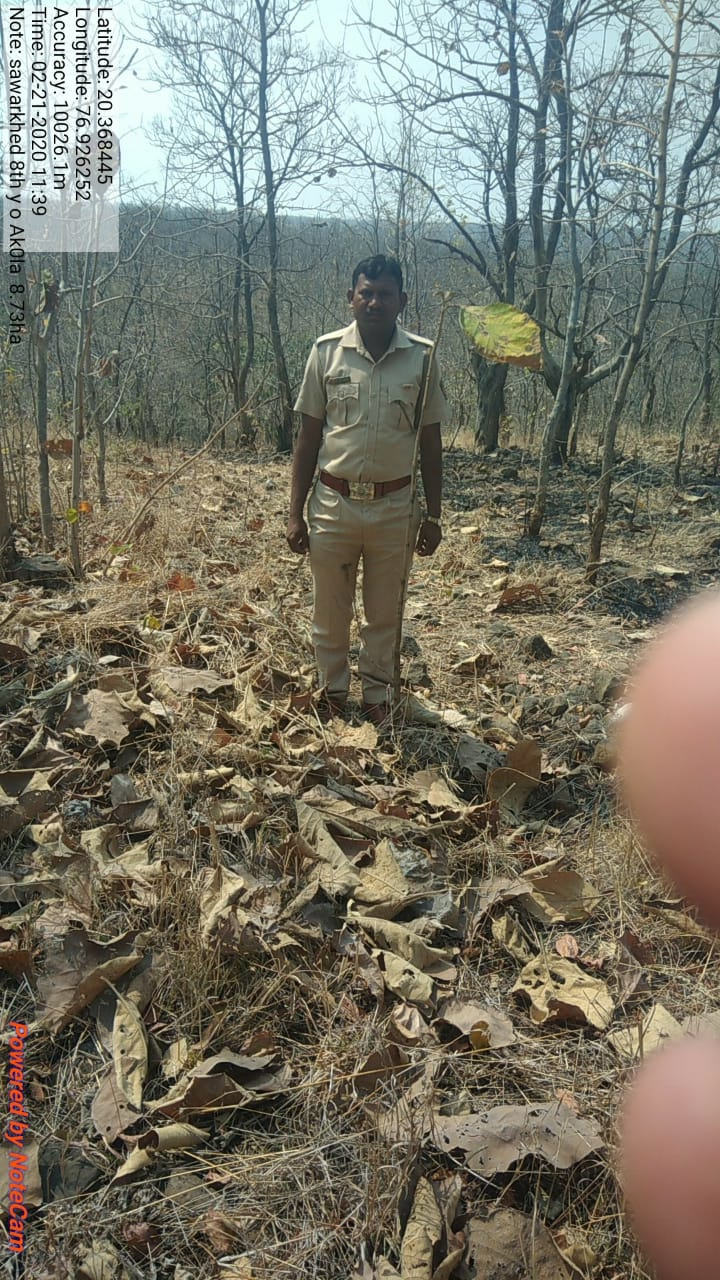 Latitude: 20.368445
Longitude: 76.926252
Accuracy: 10026.1m
Time: 02-21-2020 11:39
Note: sawarkhed 8th y o Ak0la 8.73ha
Powered by NoteCam